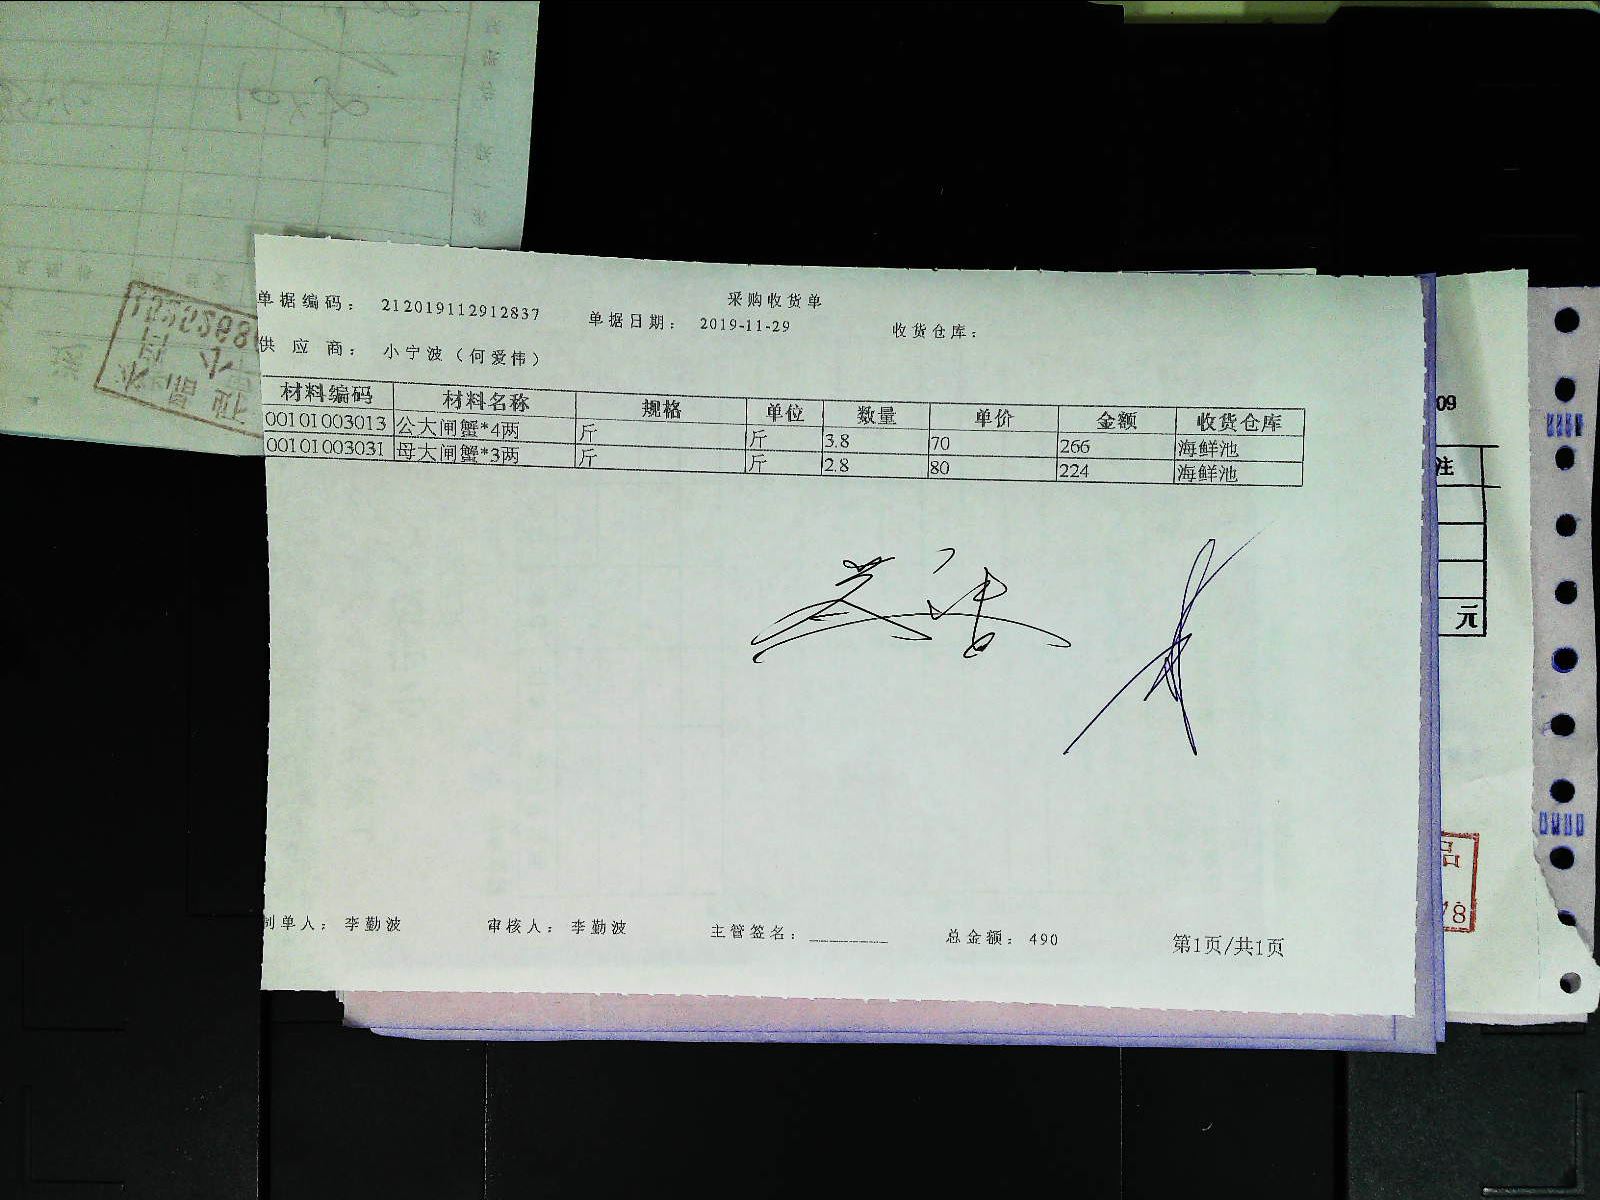 采购收货单
单据编码： 212019112912837 单据日期： 2019-11-29 收货仓库：
供 应 商： 小宁波（何爱伟）
材料编码 材料名称 规格 单位 数量 单价 金额 收货仓库
00101003013 公大闸蟹*4两 斤 斤 3.8 70 266 海鲜池
00101003031 母大闸蟹*3两 斤 斤 2.8 80 224 海鲜池
制单人： 李勤波 审核人： 李勤波 主管签名： 总金额： 490 第1页/共1页
09
注
元
品